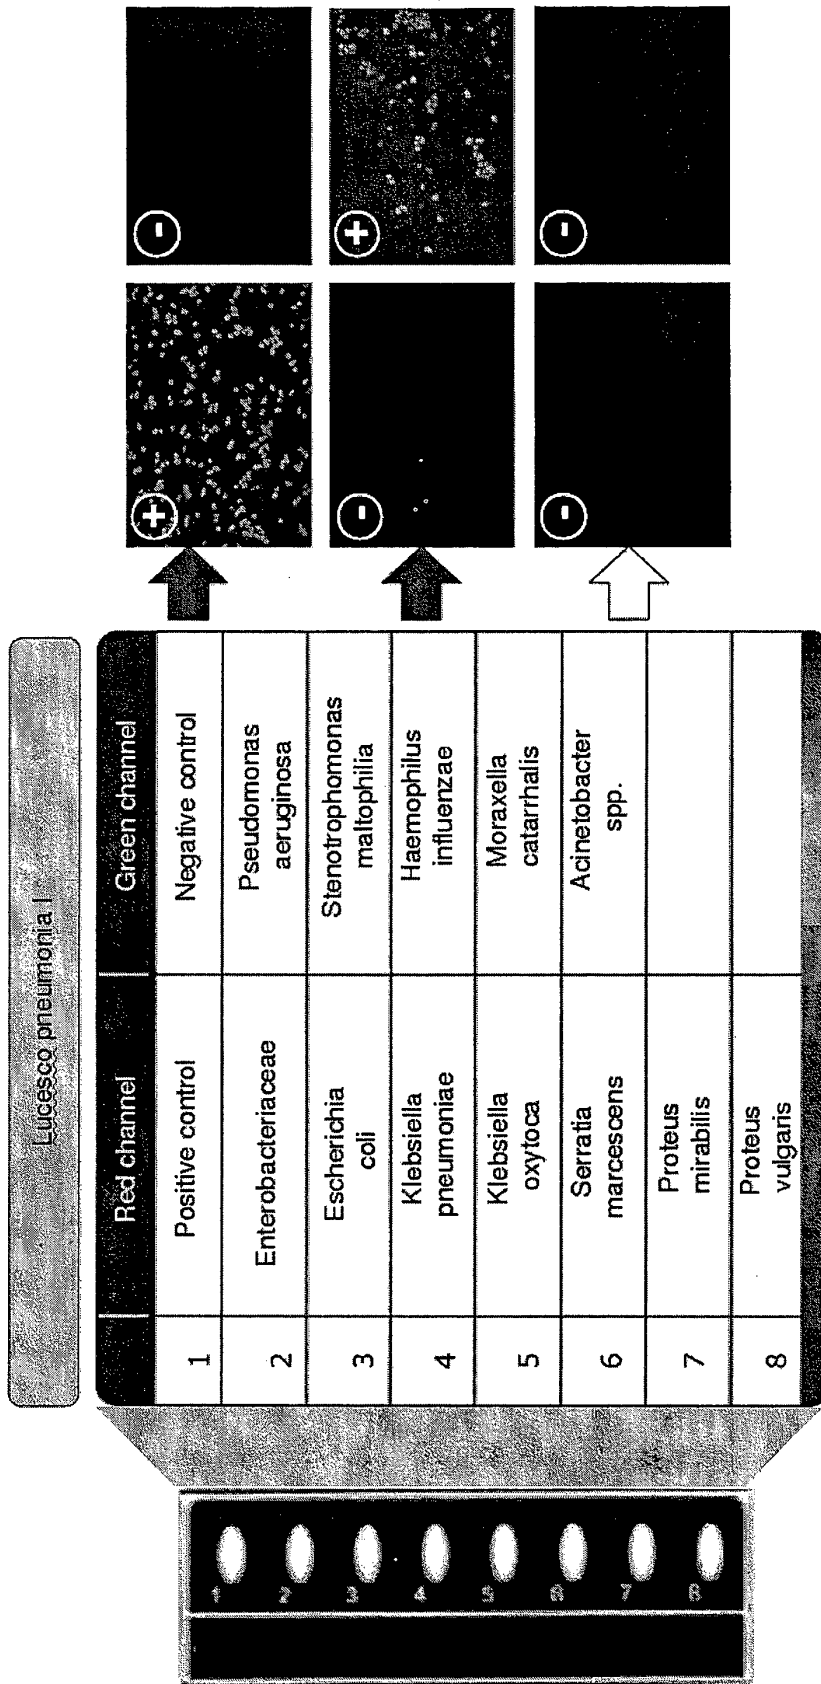 Lucesco pneumonia I
Red channel
Green channel
1
Positive control
Negative control
2
Enterobacteriaceae
Pseudomonas
aeruginosa
3
Escherichia
coli
Stenotrophomonas
maltophilia
4
Klebsiella
pneumoniae
Haemophilus
influenzae
5
Klebsiella
oxytoca
Moraxella
catarrhalis
6
Serratia
marcescens
Acinetobacter
spp.
7
Proteus
mirabilis
8
Proteus
vulgaris
+
-
-
+
-
-
1
2
3
4
5
6
7
8